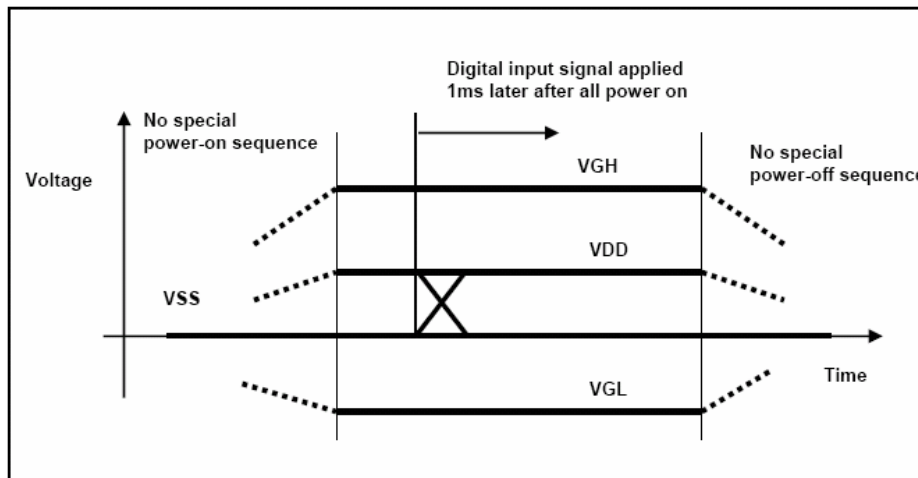 Digital input signal applied
1ms later after all power on
No special
power-on sequence
Voltage
VGH
No special
power-off sequence
VDD
VSS
Time
VGL